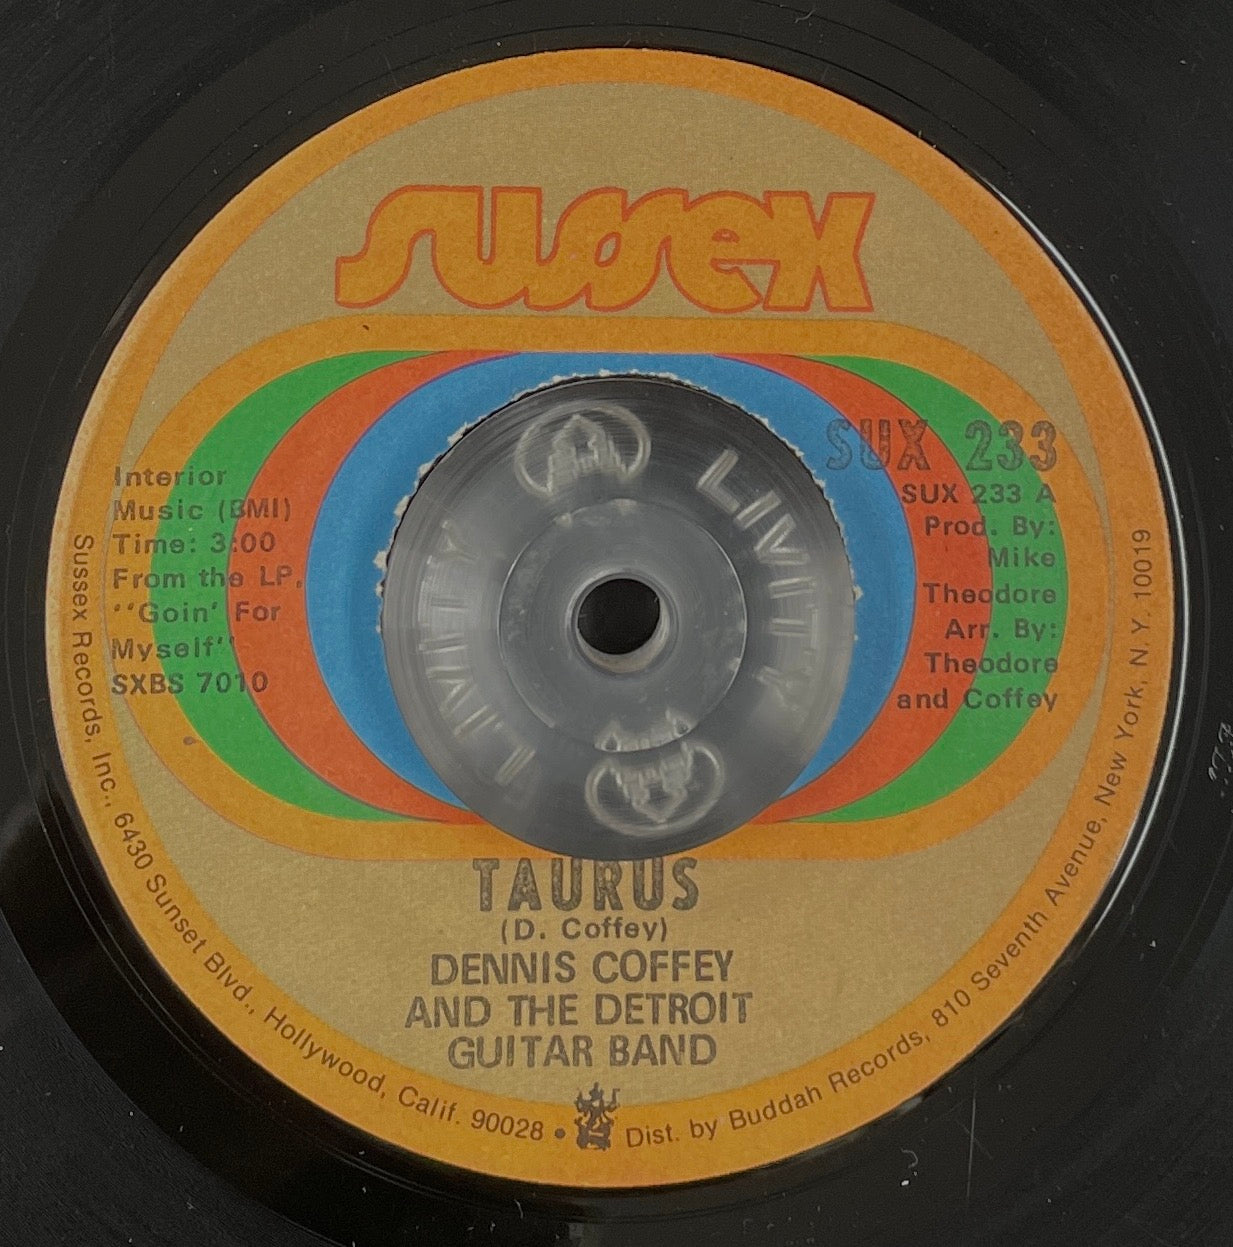 sussex
SUX 233
Interior
Music (BMI)
Time: 3:00
From the LP,
"Goin' For
Myself"
SXBS 7010
SUX 233 A
Prod. By:
Mike
Theodore
Arr. By:
Theodore
and Coffey
LIVITY
LIVITY
TAURUS
(D. Coffey)
DENNIS COFFEY
AND THE DETROIT
GUITAR BAND
Sussex Records, Inc., 6430 Sunset Blvd., Hollywood, Calif. 90028 • Dist. by Buddah Records, 810 Seventh Avenue, New York, N.Y. 10019